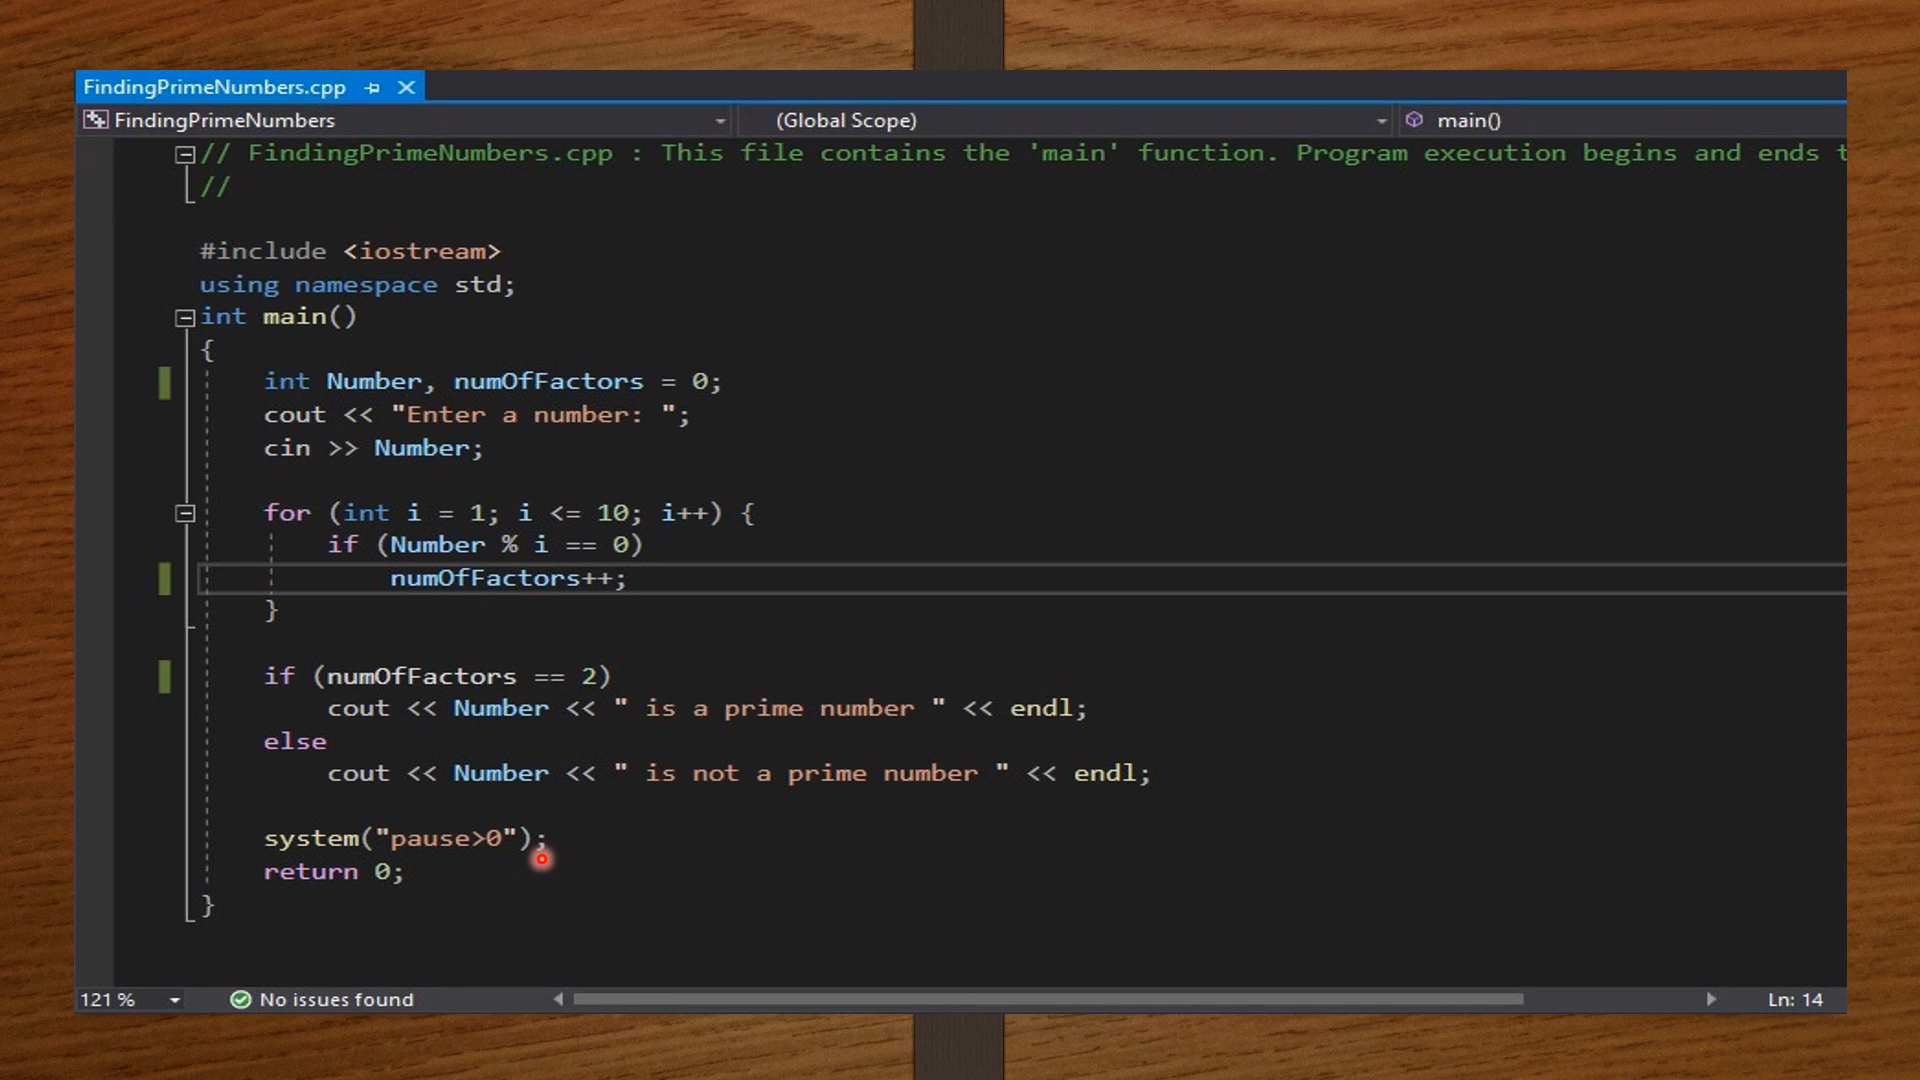 FindingPrimeNumbers.cpp
FindingPrimeNumbers (Global Scope) main()
// FindingPrimeNumbers.cpp : This file contains the 'main' function. Program execution begins and ends t
//
#include <iostream>
using namespace std;
int main()
{
int Number, numOfFactors = 0;
cout << "Enter a number: ";
cin >> Number;
for (int i = 1; i <= 10; i++) {
if (Number % i == 0)
numOfFactors++;
}
if (numOfFactors == 2)
cout << Number << " is a prime number " << endl;
else
cout << Number << " is not a prime number " << endl;
system("pause>0");
return 0;
}
121 % No issues found Ln: 14